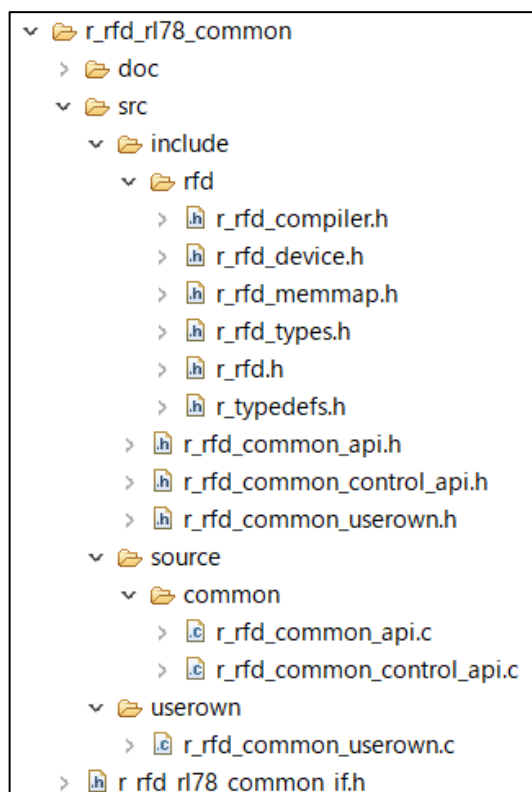 r_rfd_rl78_common
doc
src
include
rfd
r_rfd_compiler.h
r_rfd_device.h
r_rfd_memmap.h
r_rfd_types.h
r_rfd.h
r_typedefs.h
r_rfd_common_api.h
r_rfd_common_control_api.h
r_rfd_common_userown.h
source
common
r_rfd_common_api.c
r_rfd_common_control_api.c
userown
r_rfd_common_userown.c
r_rfd_rl78_common_if.h